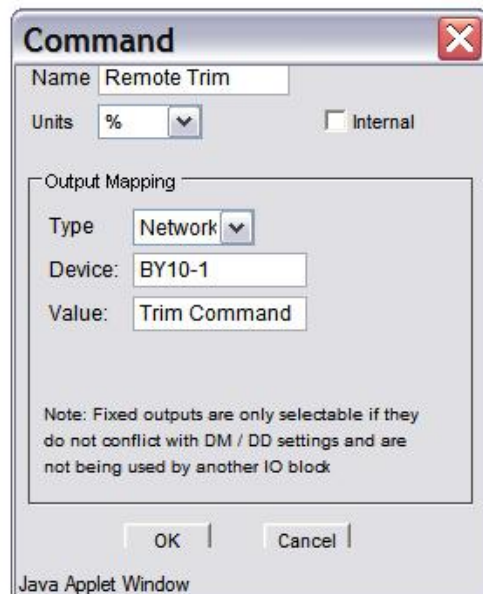 Command
Name Remote Trim
Units % Internal
Output Mapping
Type Network
Device: BY10-1
Value: Trim Command
Note: Fixed outputs are only selectable if they
do not conflict with DM / DD settings and are
not being used by another IO block
OK Cancel
Java Applet Window